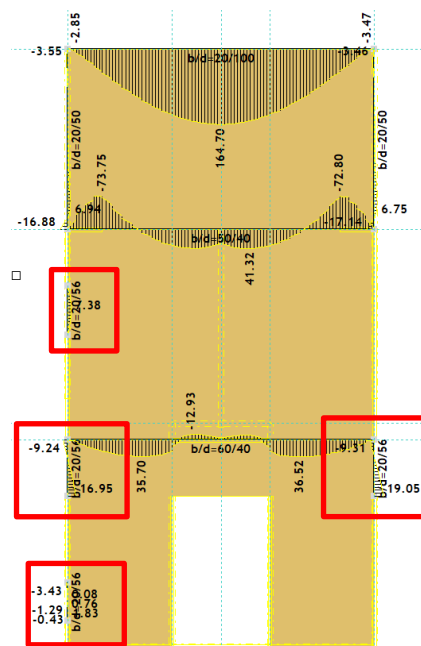 -2.85
-3.47
-3.55
-3.46
b/d=20/100
b/d=20/50
b/d=20/50
164.70
-73.75
-72.80
6.94
6.75
-16.88
-17.14
b/d=50/40
41.32
b/d=20/56
7.38
-12.93
-9.24
-9.31
b/d=20/56
b/d=60/40
b/d=20/56
16.95
35.70
36.52
19.05
-3.43
-1.29
-0.43